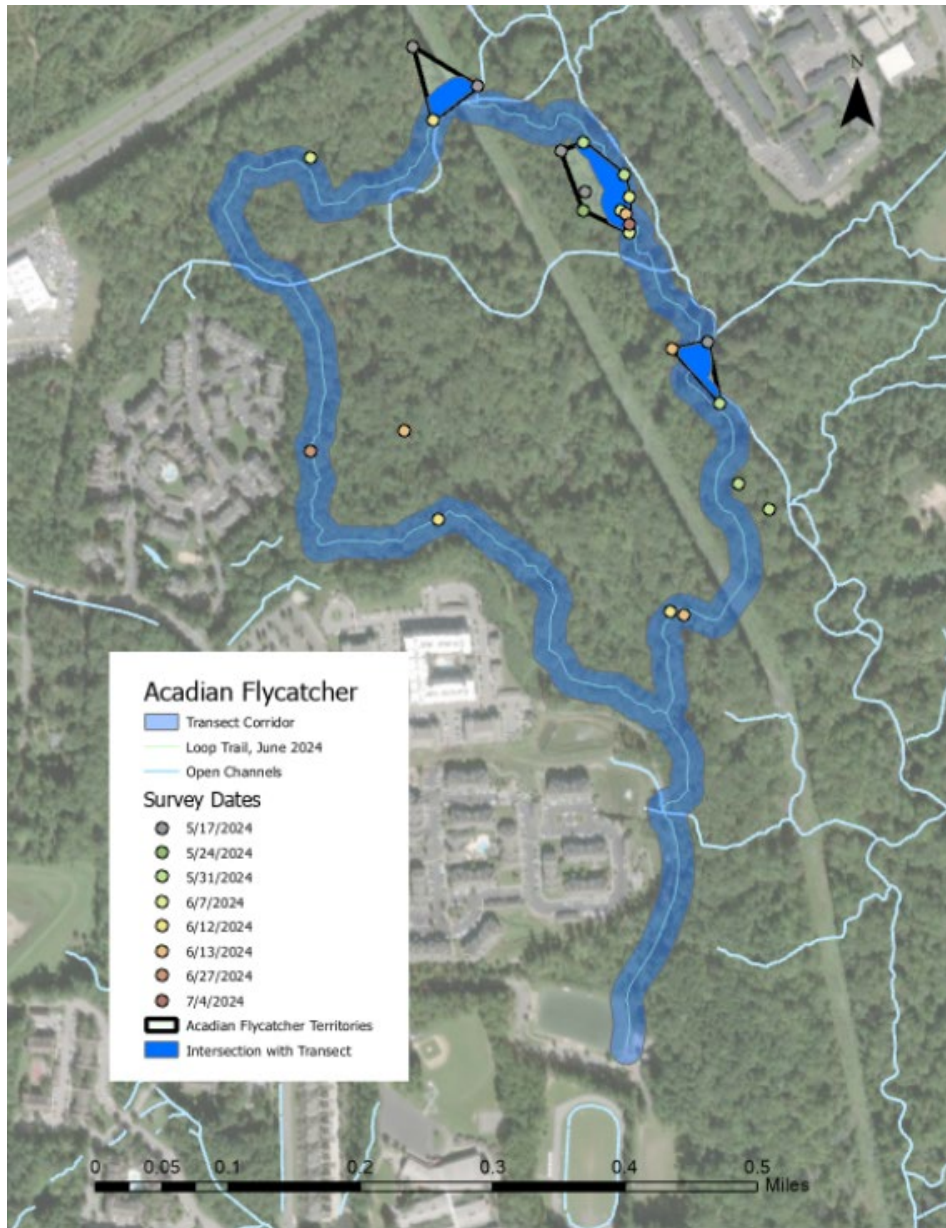 N
Acadian Flycatcher
Transect Corridor
Loop Trail, June 2024
Open Channels
Survey Dates
5/17/2024
5/24/2024
5/31/2024
6/7/2024
6/12/2024
6/13/2024
6/27/2024
7/4/2024
Acadian Flycatcher Territories
Intersection with Transect
0 0.05 0.1 0.2 0.3 0.4 0.5
Miles